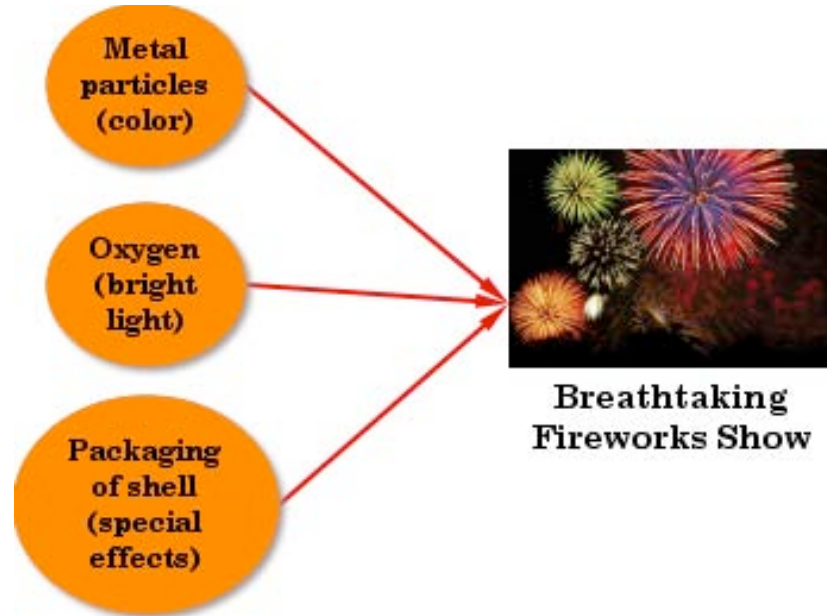 Metal
particles
(color)
Oxygen
(bright
light)
Packaging
of shell
(special
effects)
Breathtaking
Fireworks Show